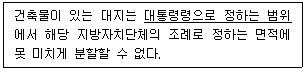 건축물이 있는 대지는 대통령령으로 정하는 범위
에서 해당 지방자치단체의 조례로 정하는 면적에
못 미치게 분할할 수 없다.